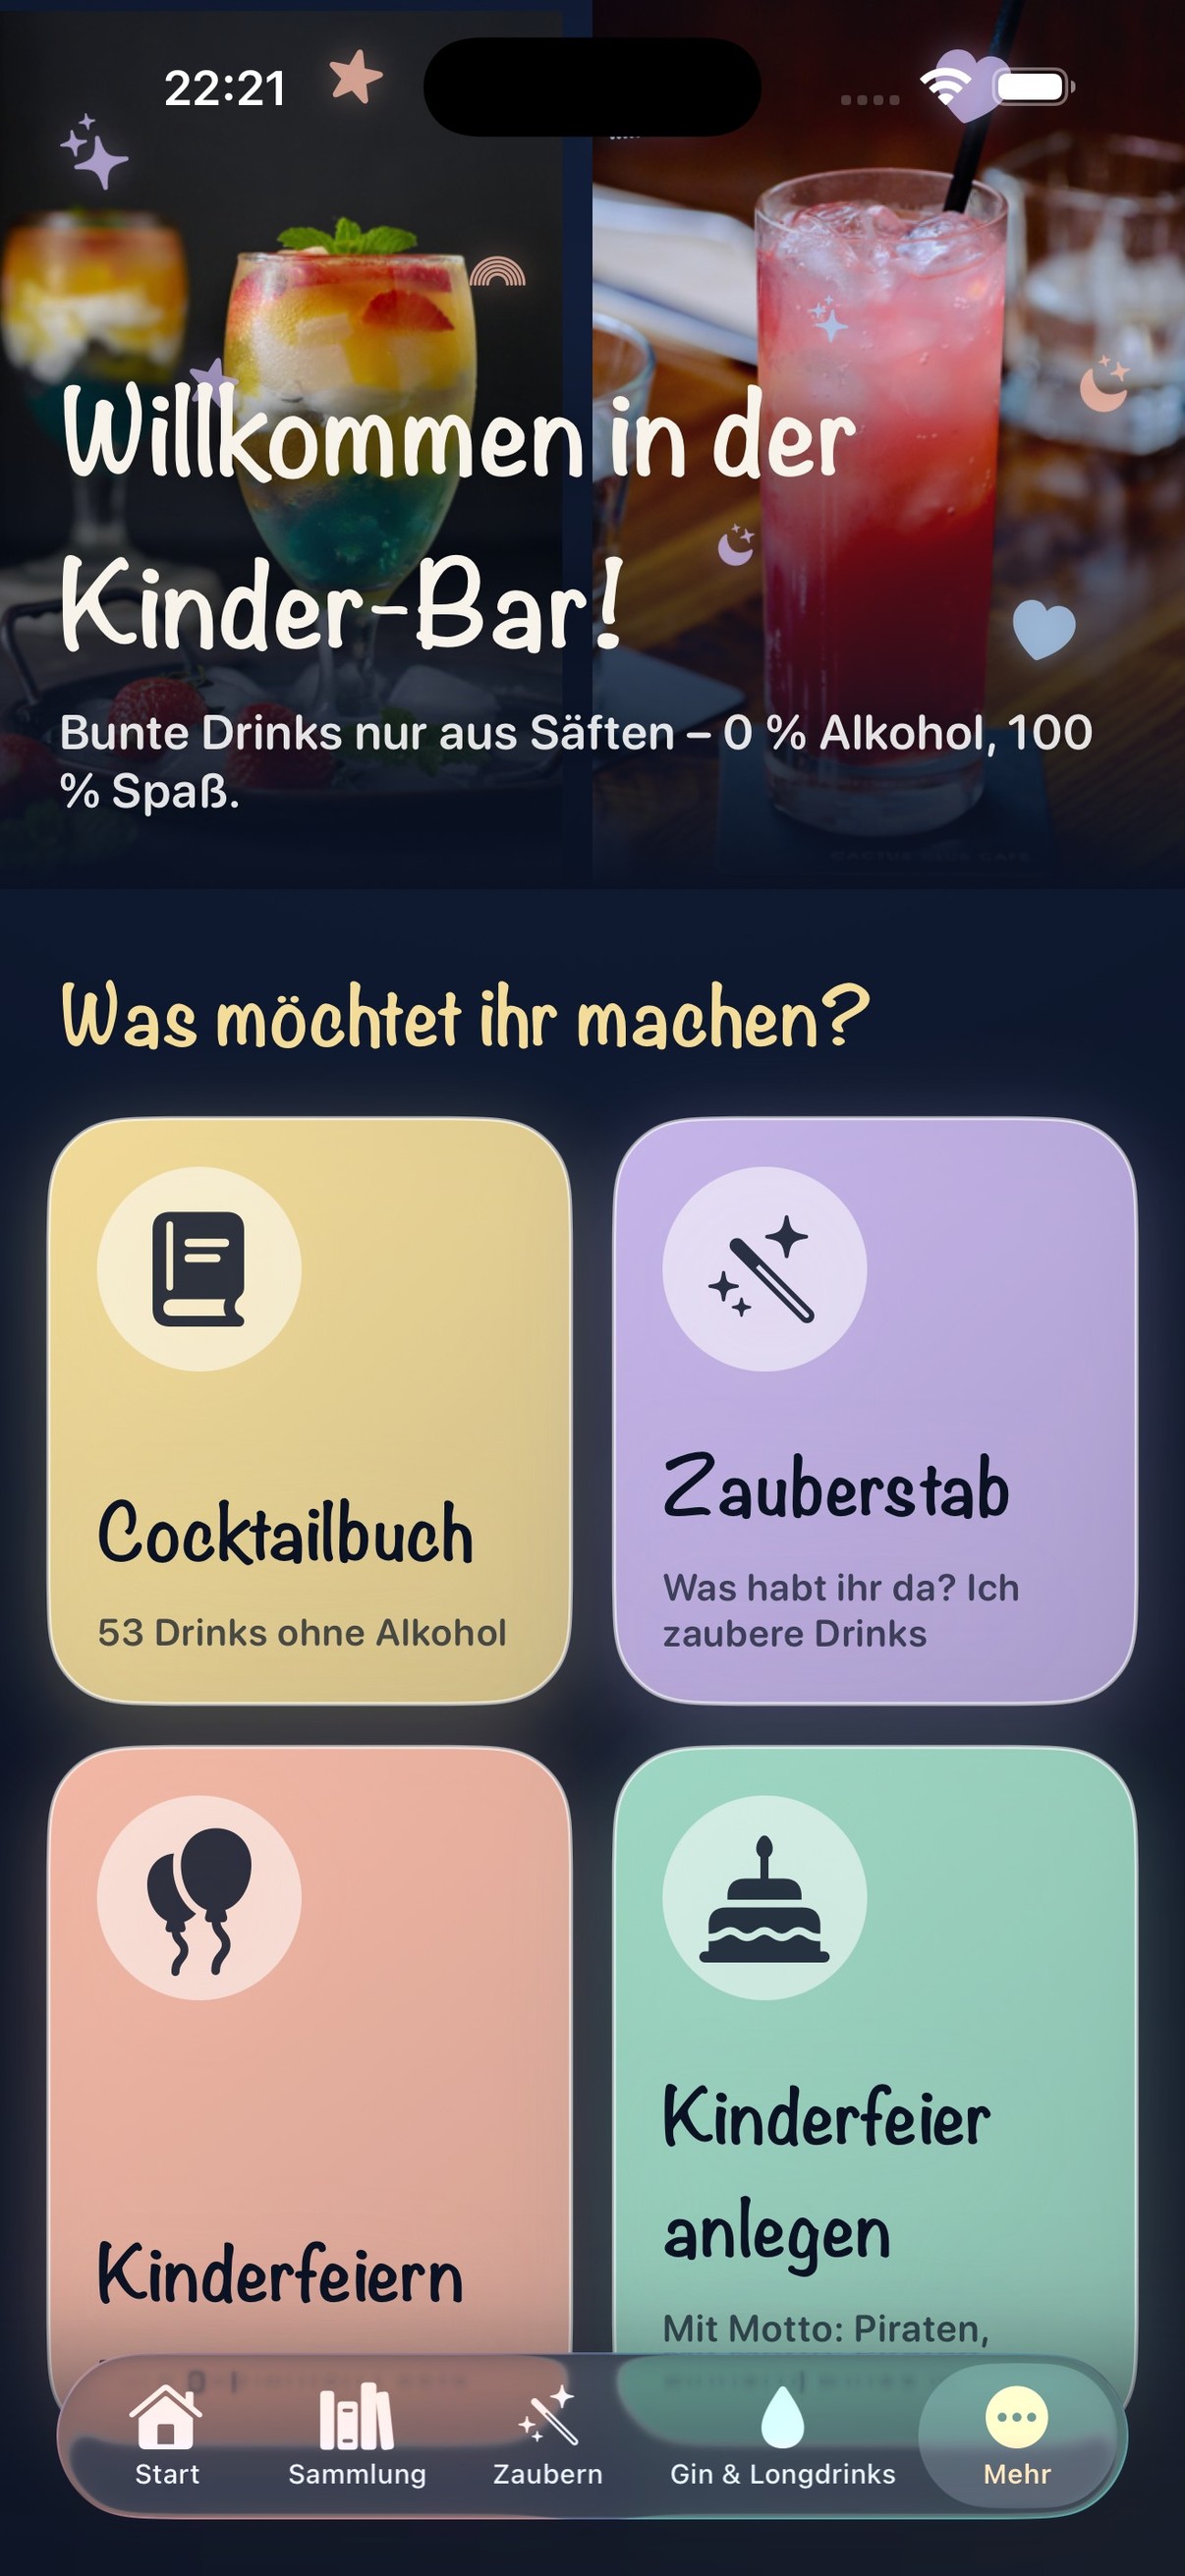 22:21
Willkommen in der
Kinder-Bar!
Bunte Drinks nur aus Säften – 0 % Alkohol, 100
% Spaß.
Was möchtet ihr machen?
Cocktailbuch
53 Drinks ohne Alkohol
Zauberstab
Was habt ihr da? Ich
zaubere Drinks
Kinderfeiern
Kinderfeier
anlegen
Mit Motto: Piraten,
Start
Sammlung
Zaubern
Gin & Longdrinks
Mehr